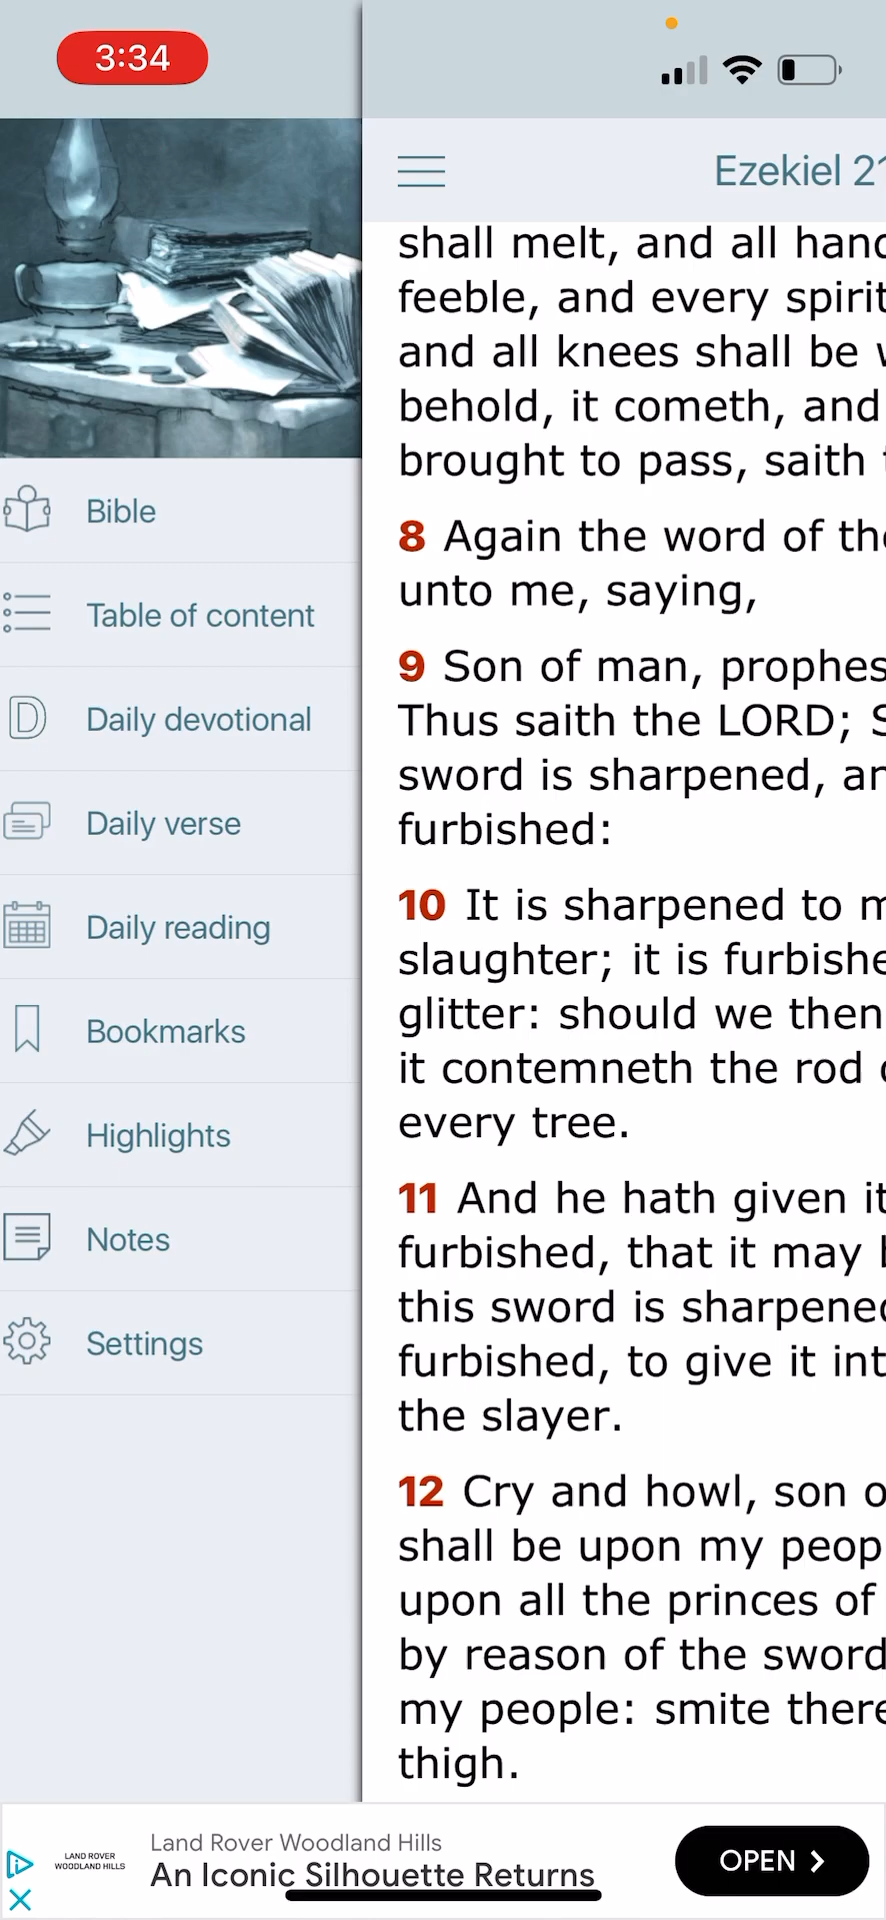 3:34
Ezekiel 21
shall melt, and all hand
feeble, and every spirit
and all knees shall be
behold, it cometh, and
brought to pass, saith
8 Again the word of the
unto me, saying,
9 Son of man, prophes
Thus saith the LORD; S
sword is sharpened, an
furbished:
10 It is sharpened to m
slaughter; it is furbishe
glitter: should we then
it contemneth the rod o
every tree.
11 And he hath given it
furbished, that it may
this sword is sharpened
furbished, to give it int
the slayer.
12 Cry and howl, son o
shall be upon my peop
upon all the princes of
by reason of the sword
my people: smite there
thigh.
Bible
Table of content
Daily devotional
Daily verse
Daily reading
Bookmarks
Highlights
Notes
Settings
LAND ROVER
WOODLAND HILLS
Land Rover Woodland Hills
An Iconic Silhouette Returns
OPEN